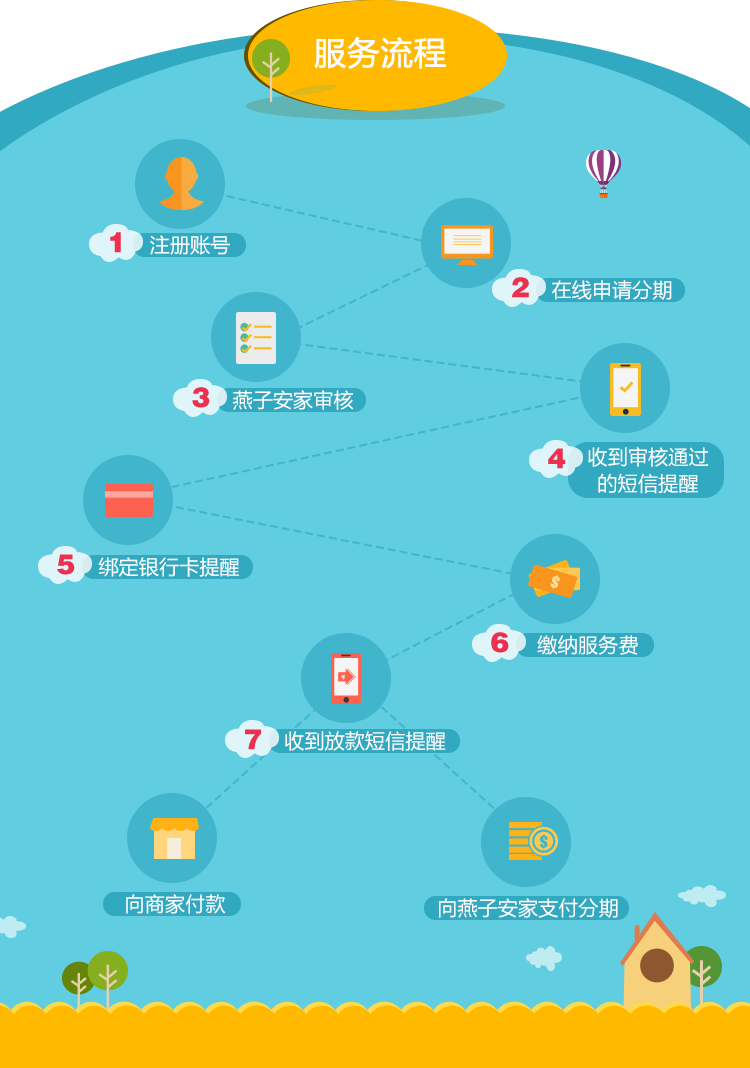 服务流程
1 注册账号
2 在线申请分期
3 燕子安家审核
4 收到审核通过
的短信提醒
5 绑定银行卡提醒
6 缴纳服务费
7 收到放款短信提醒
向商家付款
向燕子安家支付分期